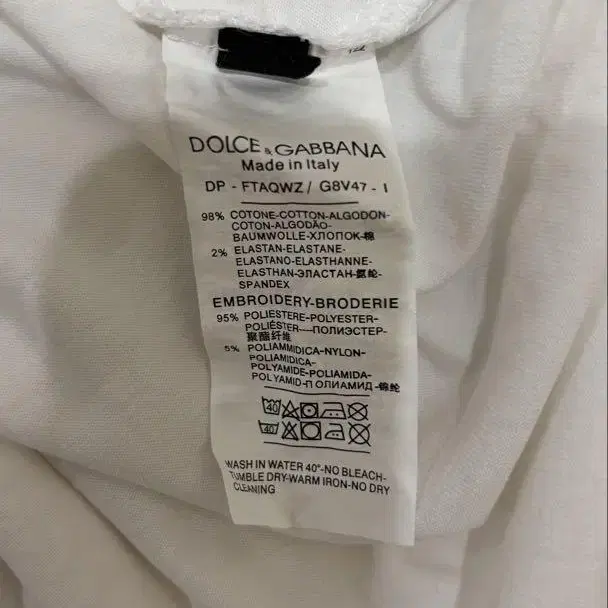 DOLCE & GABBANA
Made in Italy
DP - FTAQWZ/ G8V47 - I
98% COTONE-COTTON-ALGODON-
COTON-ALGODÃO-
BAUMWOLLE-ХЛОПОК-棉
2% ELASTAN-ELASTANE-
ELASTANO-ELASTHANNE-
ELASTHAN-ЭЛАСТАН-氨纶-
SPANDEX
EMBROIDERY-BRODERIE
95% POLIESTERE-POLYESTER-
POLIÉSTER----ПОЛИЭСТЕР-
聚酯纤维
5% POLIAMMIDICA-NYLON-
POLIAMIDICA-
POLYAMIDE-POLIAMIDA-
POLYAMID-ПОЛИАМИД-锦纶
40
40
WASH IN WATER 40°-NO BLEACH-
TUMBLE DRY-WARM IRON-NO DRY
CLEANING